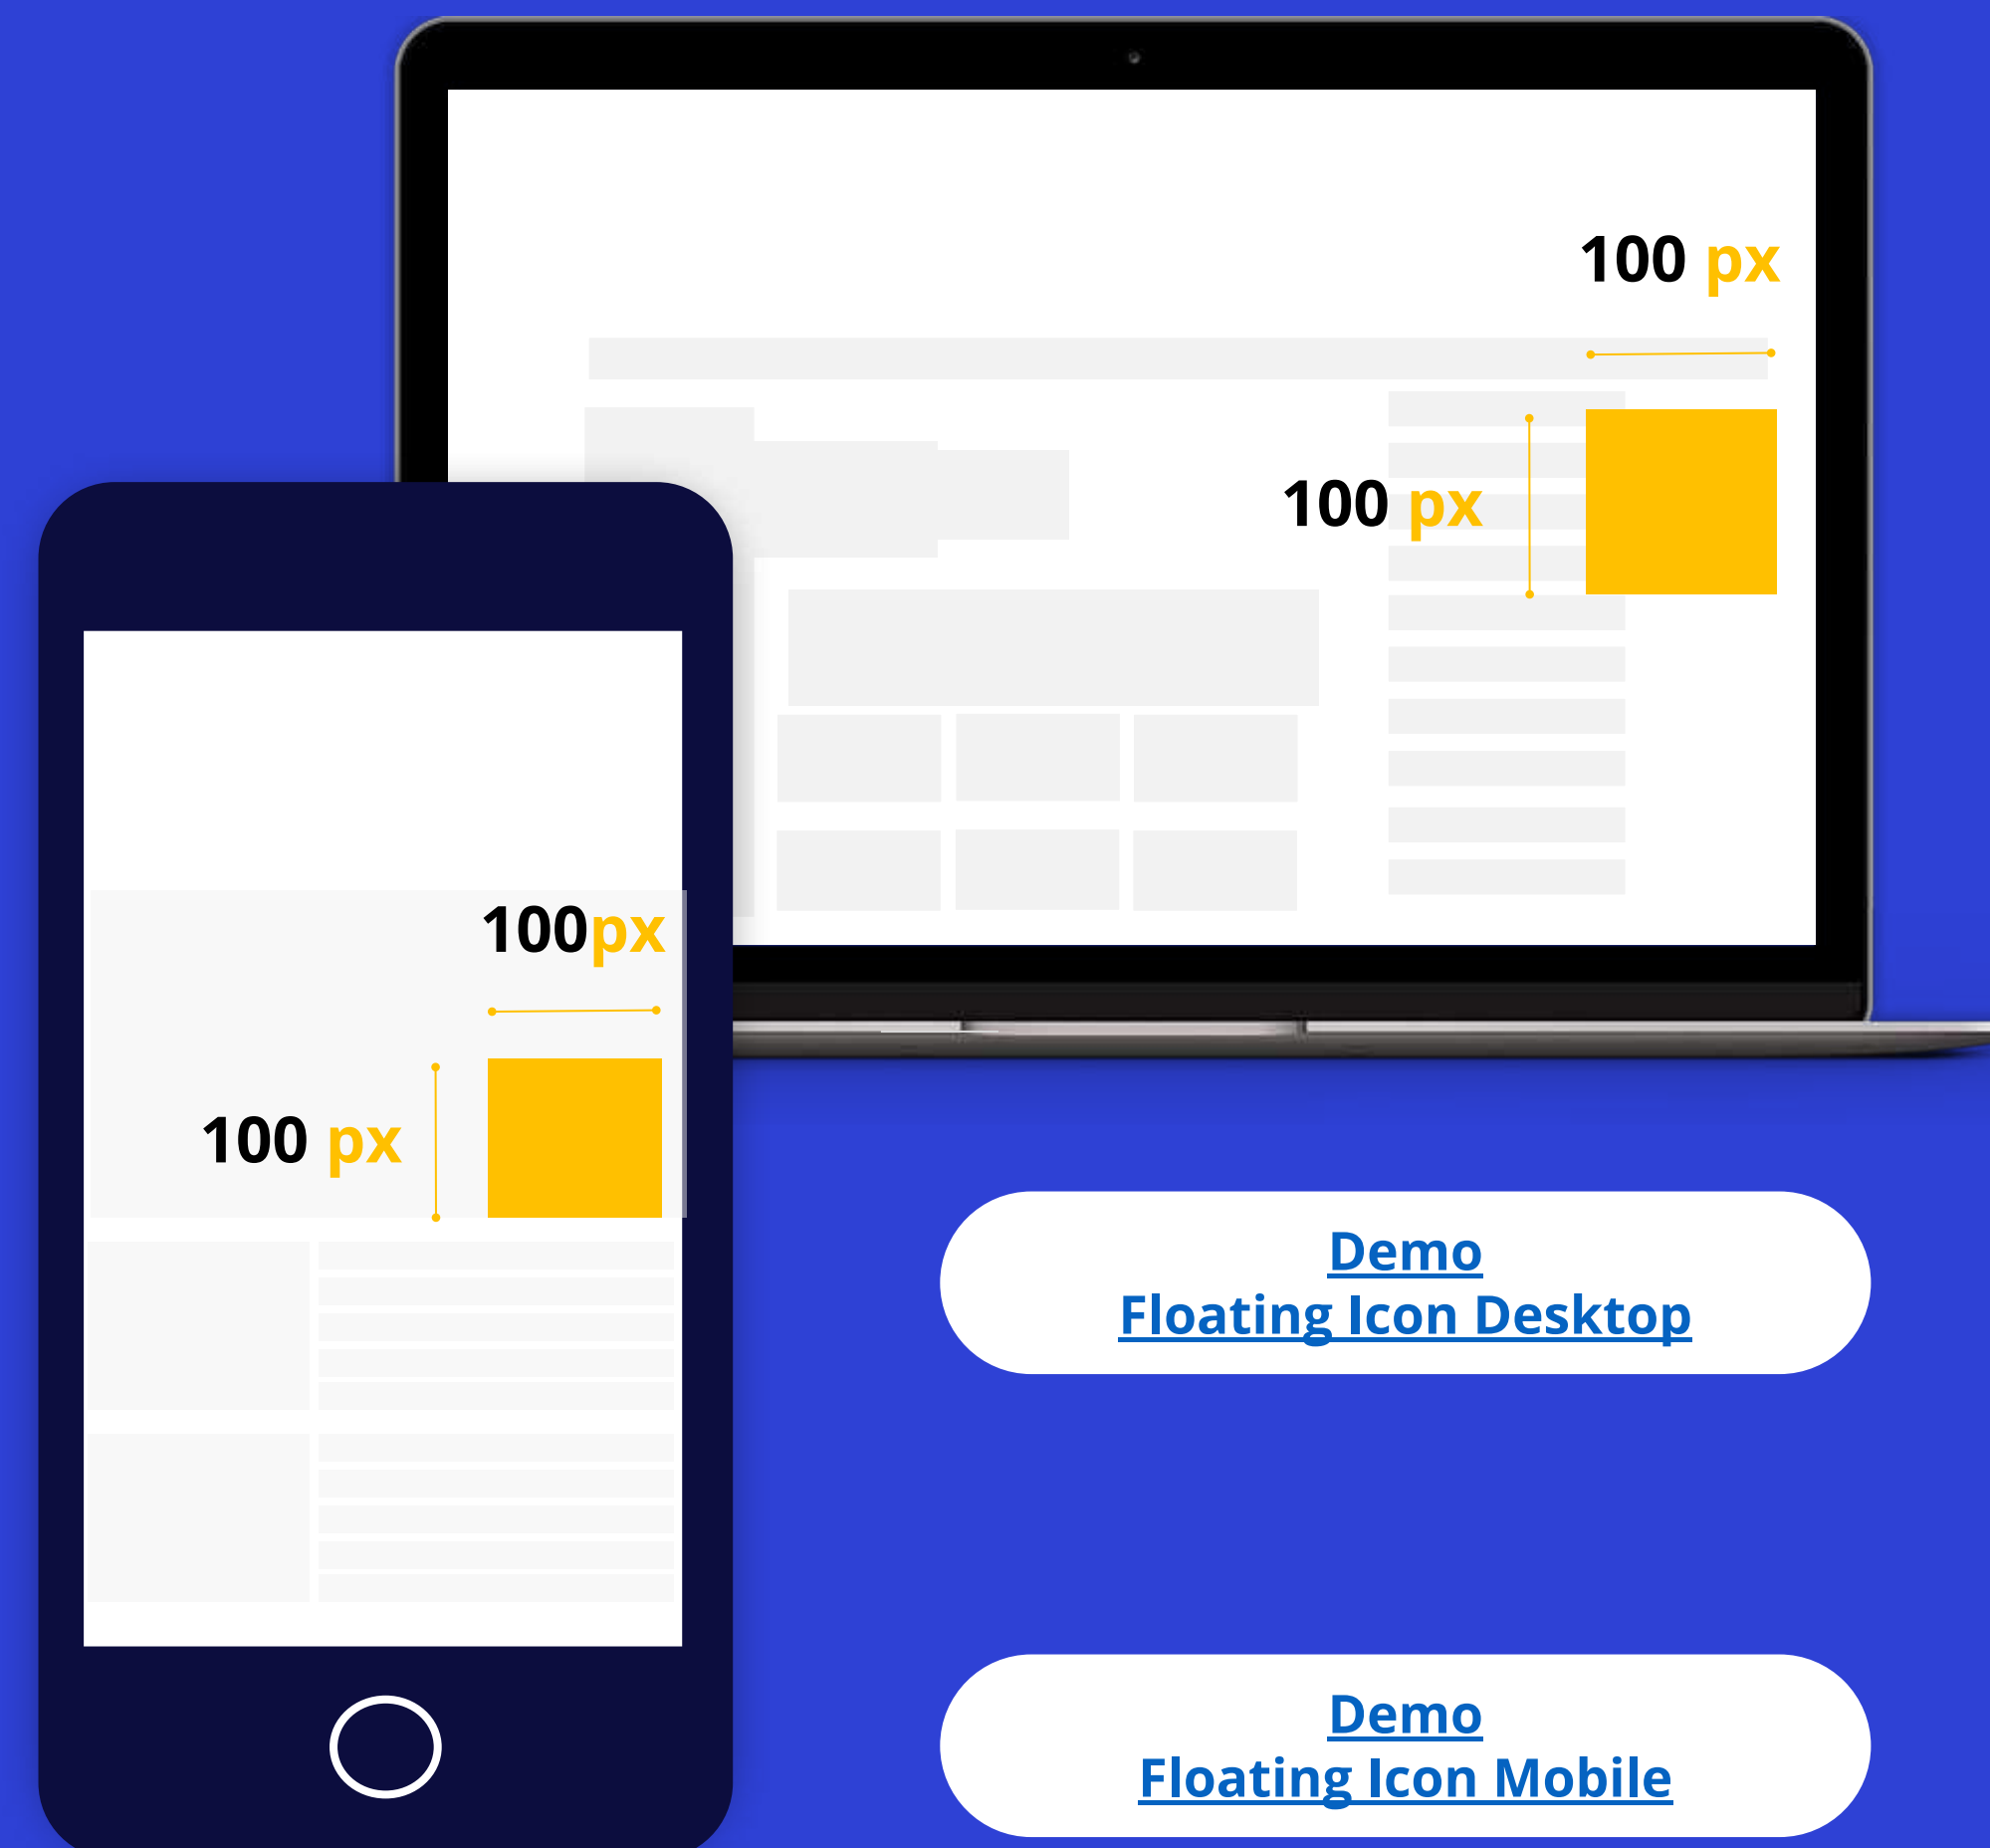 100 px
100 px
100px
100 px
Demo
Floating Icon Desktop
Demo
Floating Icon Mobile